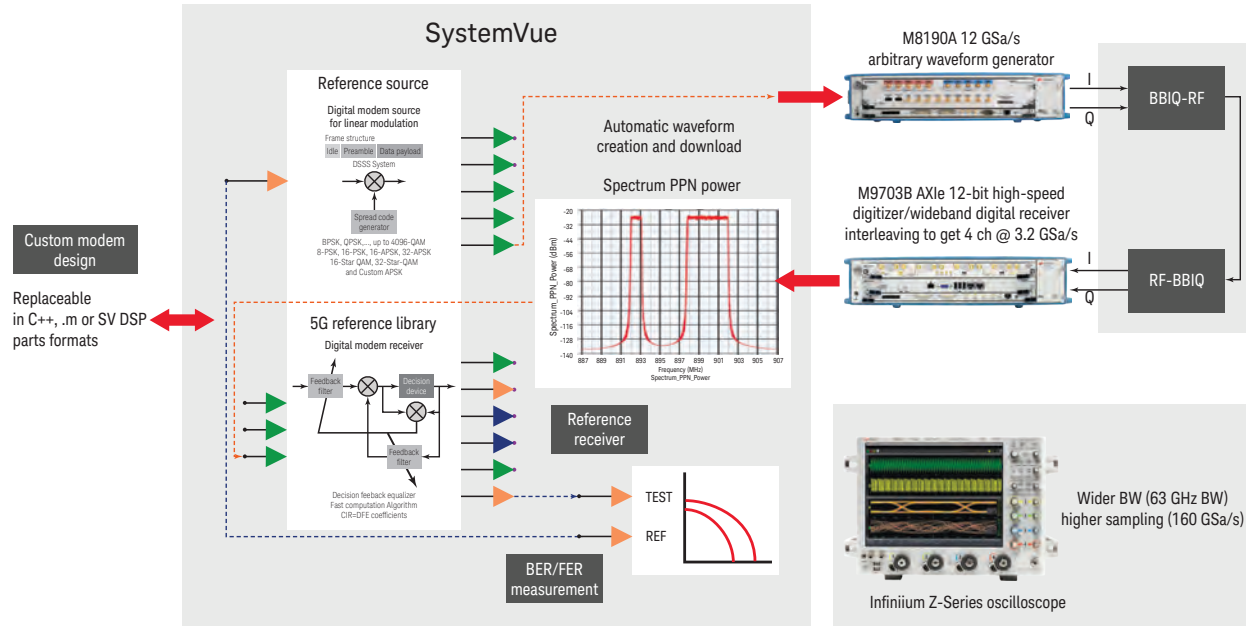 SystemVue
Reference source
Digital modem source
for linear modulation
Frame structure
Idle Preamble Data payload
DSSS System
Spread code
generator
BPSK, QPSK,..., up to 4096-QAM
8-PSK, 16-PSK, 16-APSK, 32-APSK
16-Star QAM, 32-Star-QAM
and Custom APSK
Automatic waveform
creation and download
Spectrum PPN power
Spectrum_PPN_Power (dBm)
-20
-32
-44
-56
-68
-80
-92
-104
-116
-128
-140
887 889 891 893 895 897 899 901 903 905 907
Frequency (MHz)
Spectrum_PPN_Power
Custom modem
design
Replaceable
in C++, .m or SV DSP
parts formats
5G reference library
Digital modem receiver
Feedback
filter
Decision
device
Feedback
filter
Decision feeback equalizer
Fast computation Algorithm
CIR=DFE coefficients
Reference
receiver
TEST
REF
BER/FER
measurement
M8190A 12 GSa/s
arbitrary waveform generator
I
Q
BBIQ-RF
M9703B AXIe 12-bit high-speed
digitizer/wideband digital receiver
interleaving to get 4 ch @ 3.2 GSa/s
I
Q
RF-BBIQ
Wider BW (63 GHz BW)
higher sampling (160 GSa/s)
Infiniium Z-Series oscilloscope